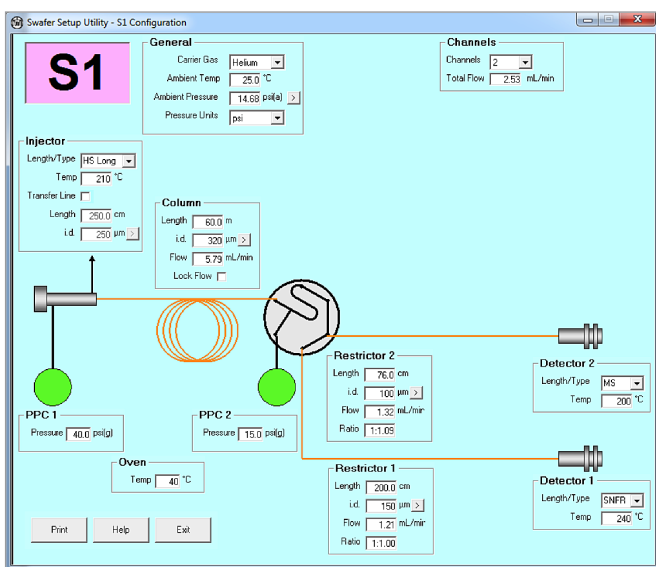 Swafer Setup Utility - S1 Configuration
S1
General
Carrier Gas Helium
Ambient Temp 25.0 °C
Ambient Pressure 14.68 psi(a) >
Pressure Units psi
Channels
Channels 2
Total Flow 2.53 mL/min
Injector
Length/Type HS Long
Temp 210 °C
Transfer Line
Length 250.0 cm
i.d. 250 µm >
Column
Length 60.0 m
i.d. 320 µm >
Flow 5.79 mL/min
Lock Flow
Restrictor 2
Length 76.0 cm
i.d. 100 µm >
Flow 1.32 mL/min
Ratio 1:1.09
Detector 2
Length/Type MS
Temp 200 °C
PPC 1
Pressure 40.0 psi(g)
PPC 2
Pressure 15.0 psi(g)
Oven
Temp 40 °C
Restrictor 1
Length 200.0 cm
i.d. 150 µm >
Flow 1.21 mL/min
Ratio 1:1.00
Detector 1
Length/Type SNFR
Temp 240 °C
Print Help Exit